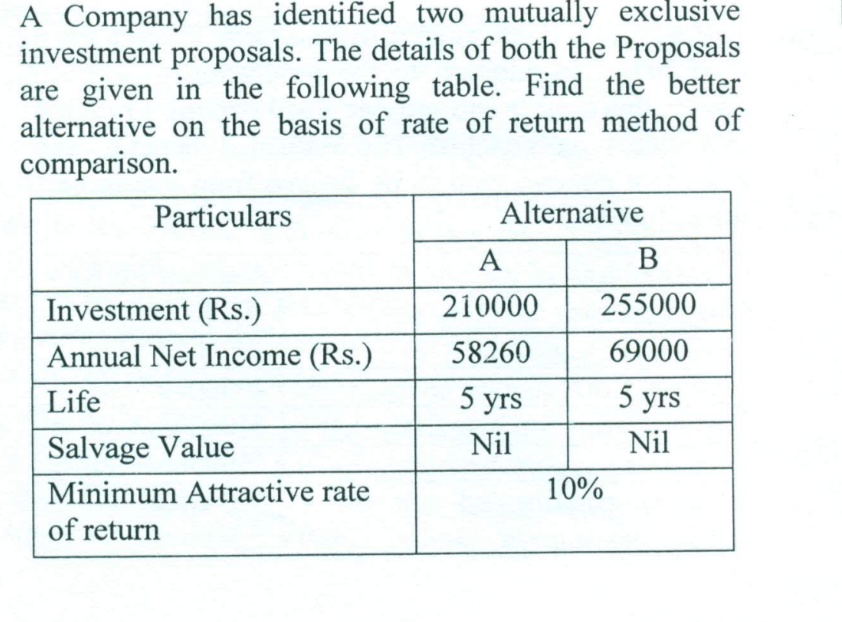 A Company has identified two mutually exclusive
investment proposals. The details of both the Proposals
are given in the following table. Find the better
alternative on the basis of rate of return method of
comparison.
Particulars Alternative
A B
Investment (Rs.) 210000 255000
Annual Net Income (Rs.) 58260 69000
Life 5 yrs 5 yrs
Salvage Value Nil Nil
Minimum Attractive rate 10%
of return